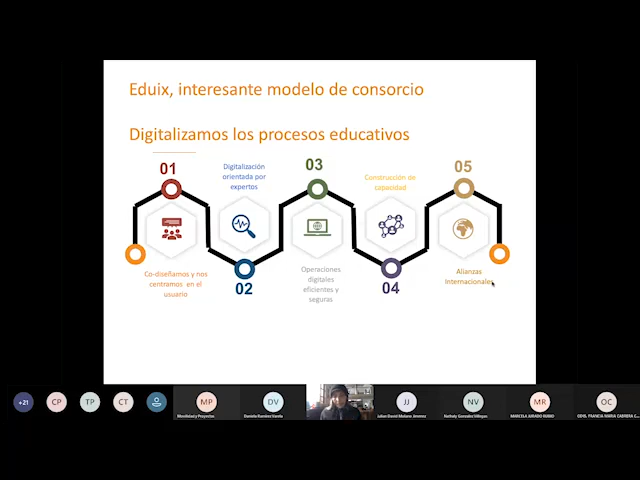 Eduix, interesante modelo de consorcio
Digitalizamos los procesos educativos
01
Co-diseñamos y nos
centramos en el
usuario
Digitalización
orientada por
expertos
02
03
Operaciones
digitales
eficientes y
seguras
Construcción de
capacidad
04
05
Alianzas
Internacionales
+21
CP
TP
CT
MP
Movilidad y Proyectos
DV
Daniela Ramirez Varela
JJ
NV
MR
MARCELA JURADO RUBIO
OC